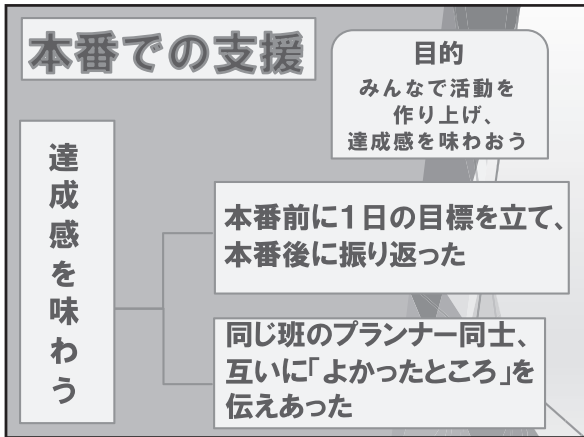 本番での支援
目的
みんなで活動を
作り上げ、
達成感を味わおう
達成感を味わう
本番前に1日の目標を立て、
本番後に振り返った
同じ班のプランナー同士、
互いに「よかったところ」を
伝えあった